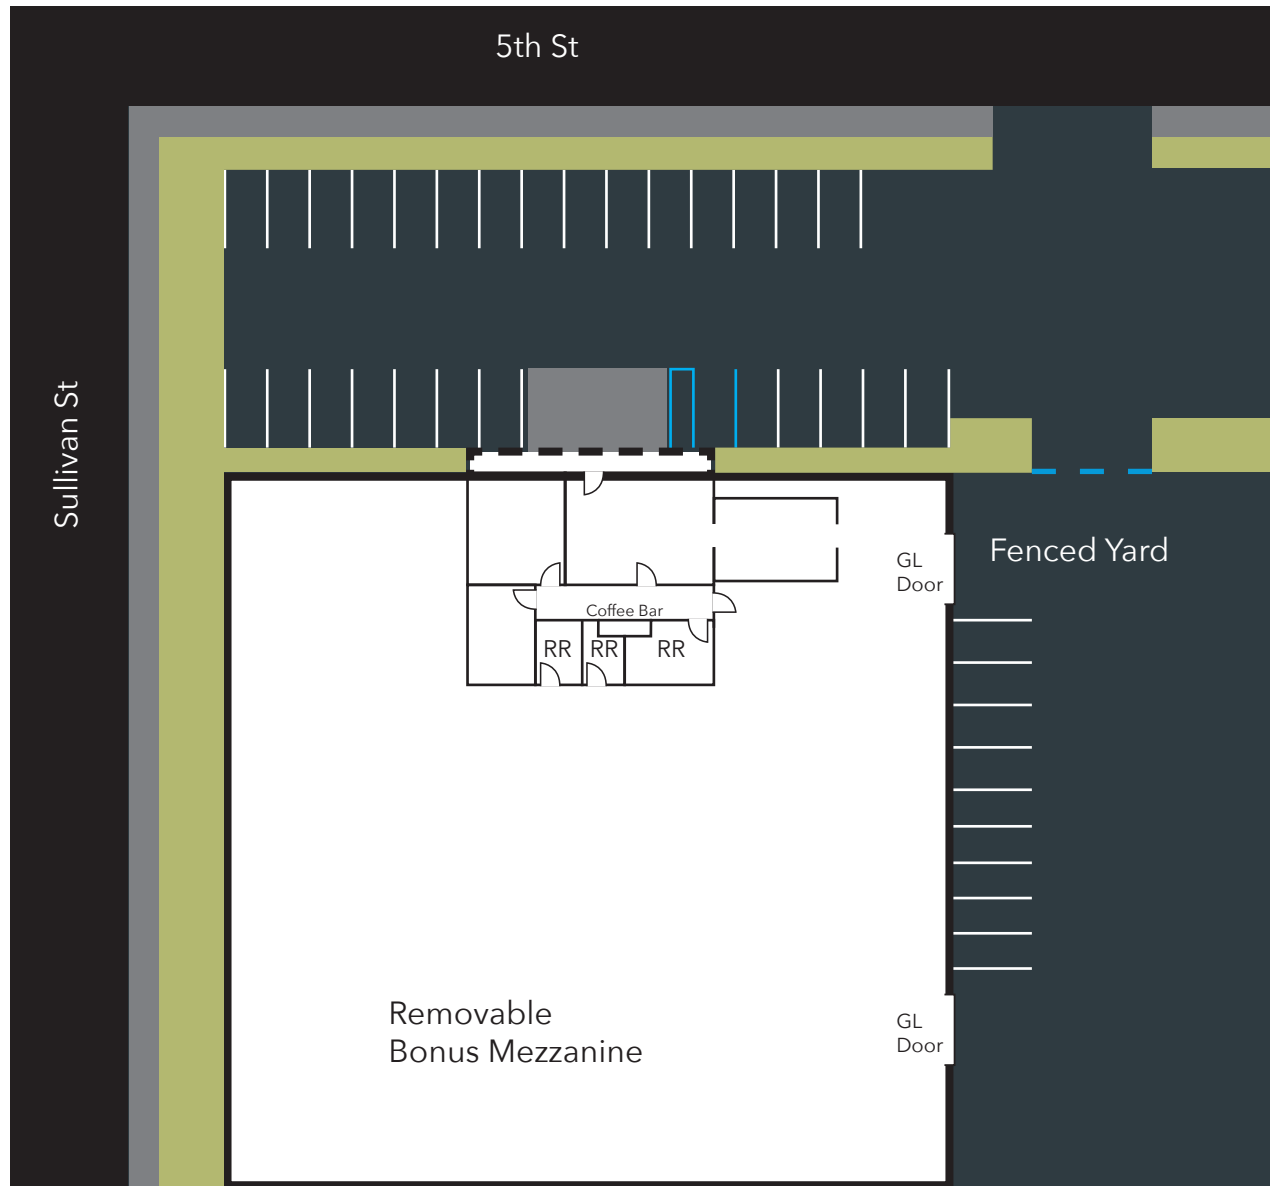 5th St
Sullivan St
Fenced Yard
GL
Door
Coffee Bar
RR
RR
RR
Removable
Bonus Mezzanine
GL
Door